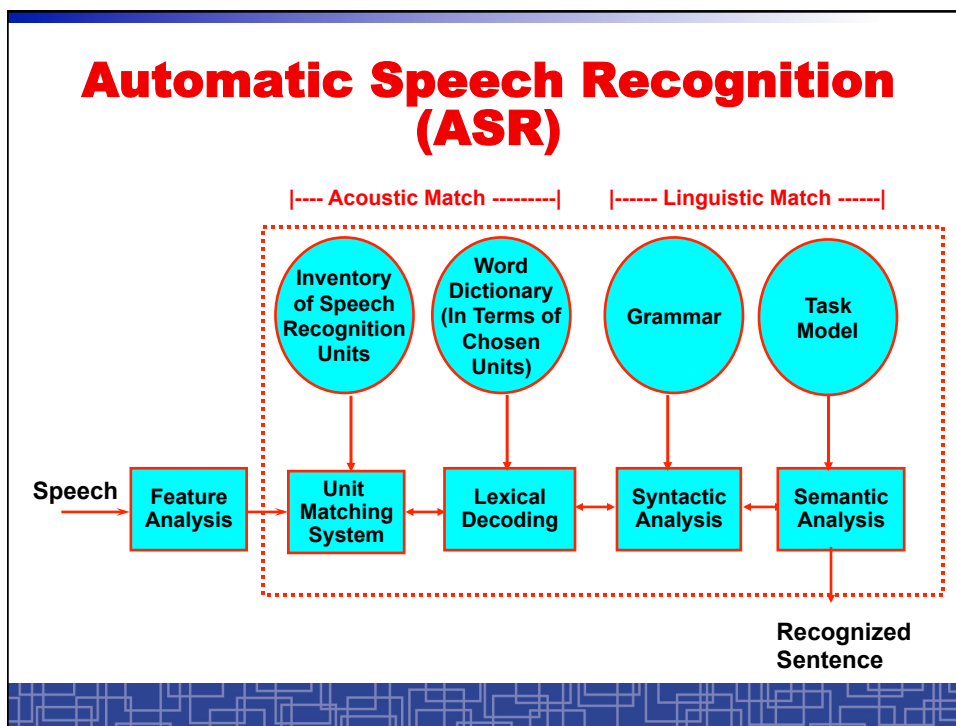 Automatic Speech Recognition
(ASR)
|---- Acoustic Match ---------|
|------ Linguistic Match ------|
Inventory
of Speech
Recognition
Units
Word
Dictionary
(In Terms of
Chosen
Units)
Grammar
Task
Model
Speech
Feature
Analysis
Unit
Matching
System
Lexical
Decoding
Syntactic
Analysis
Semantic
Analysis
Recognized
Sentence